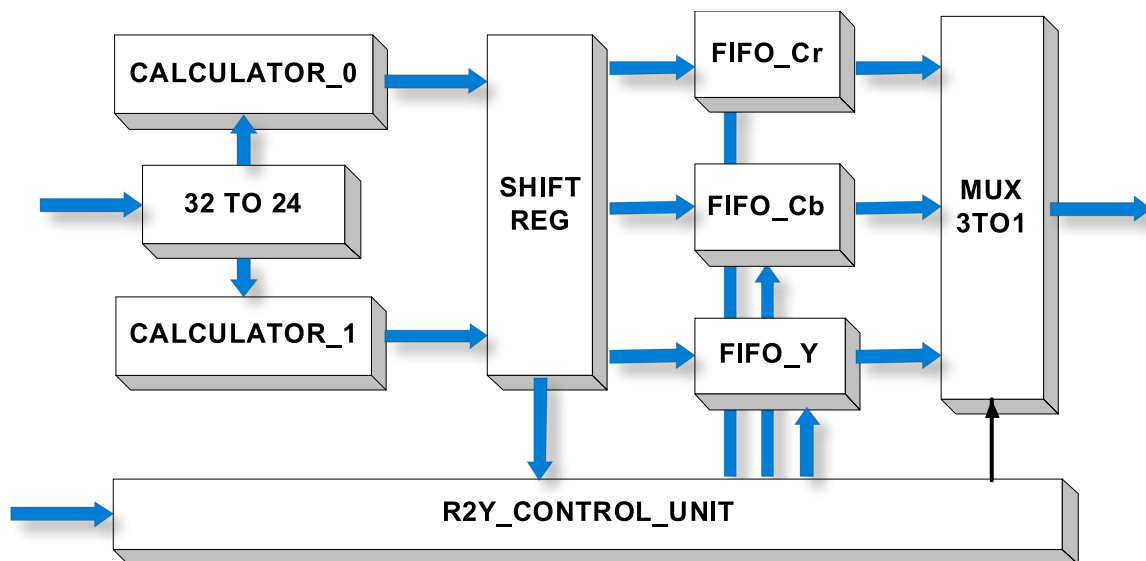 CALCULATOR_0
32 TO 24
CALCULATOR_1
SHIFT
REG
FIFO_Cr
FIFO_Cb
FIFO_Y
MUX
3TO1
R2Y_CONTROL_UNIT